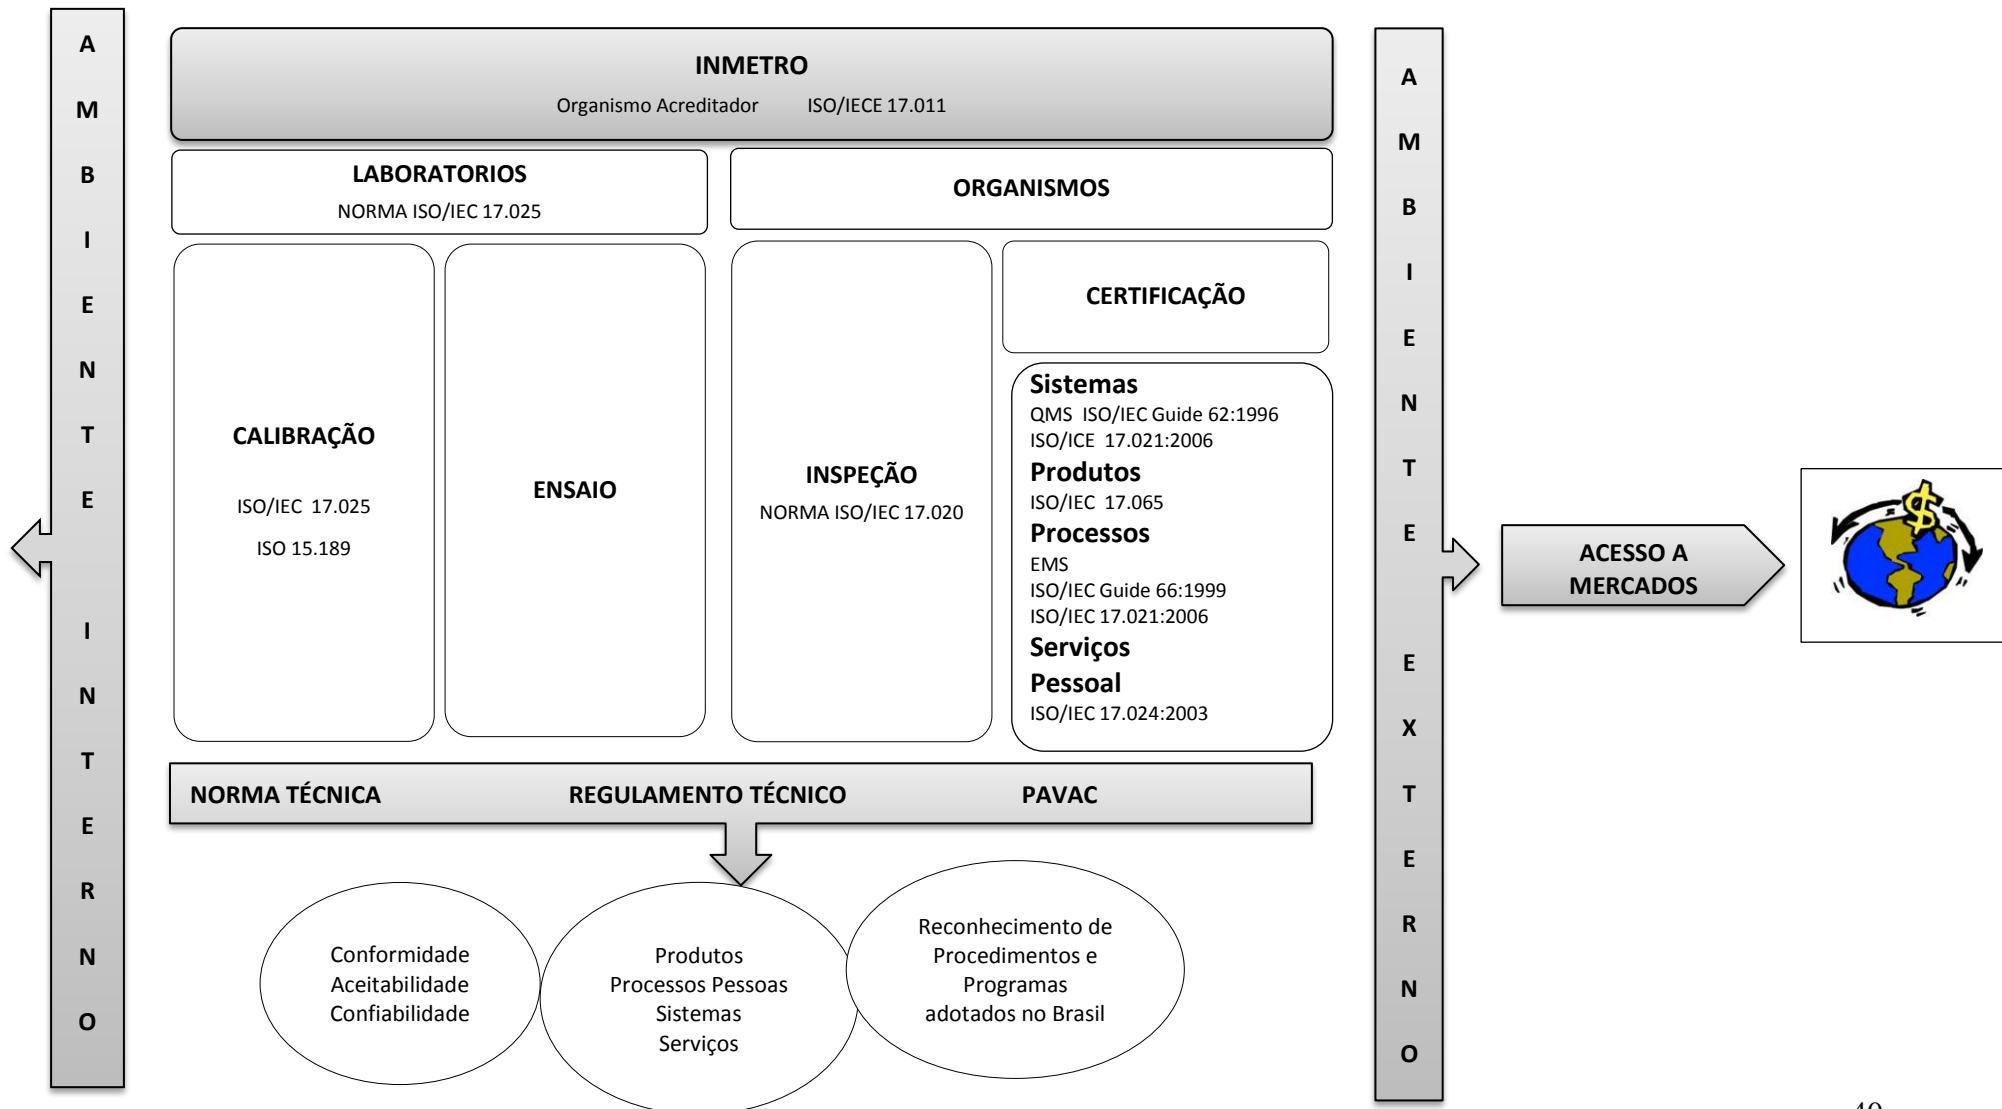 AMBIENTE INTERNO
INMETRO
Organismo Acreditador ISO/IECE 17.011
LABORATORIOS
NORMA ISO/IEC 17.025
ORGANISMOS
CALIBRAÇÃO
ISO/IEC 17.025
ISO 15.189
ENSAIO
INSPEÇÃO
NORMA ISO/IEC 17.020
CERTIFICAÇÃO
Sistemas
QMS ISO/IEC Guide 62:1996
ISO/ICE 17.021:2006
Produtos
ISO/IEC 17.065
Processos
EMS
ISO/IEC Guide 66:1999
ISO/IEC 17.021:2006
Serviços
Pessoal
ISO/IEC 17.024:2003
NORMA TÉCNICA REGULAMENTO TÉCNICO PAVAC
Conformidade
Aceitabilidade
Confiabilidade
Produtos
Processos Pessoas
Sistemas
Serviços
Reconhecimento de
Procedimentos e
Programas
adotados no Brasil
AMBIENTE EXTERNO
ACESSO A
MERCADOS
$